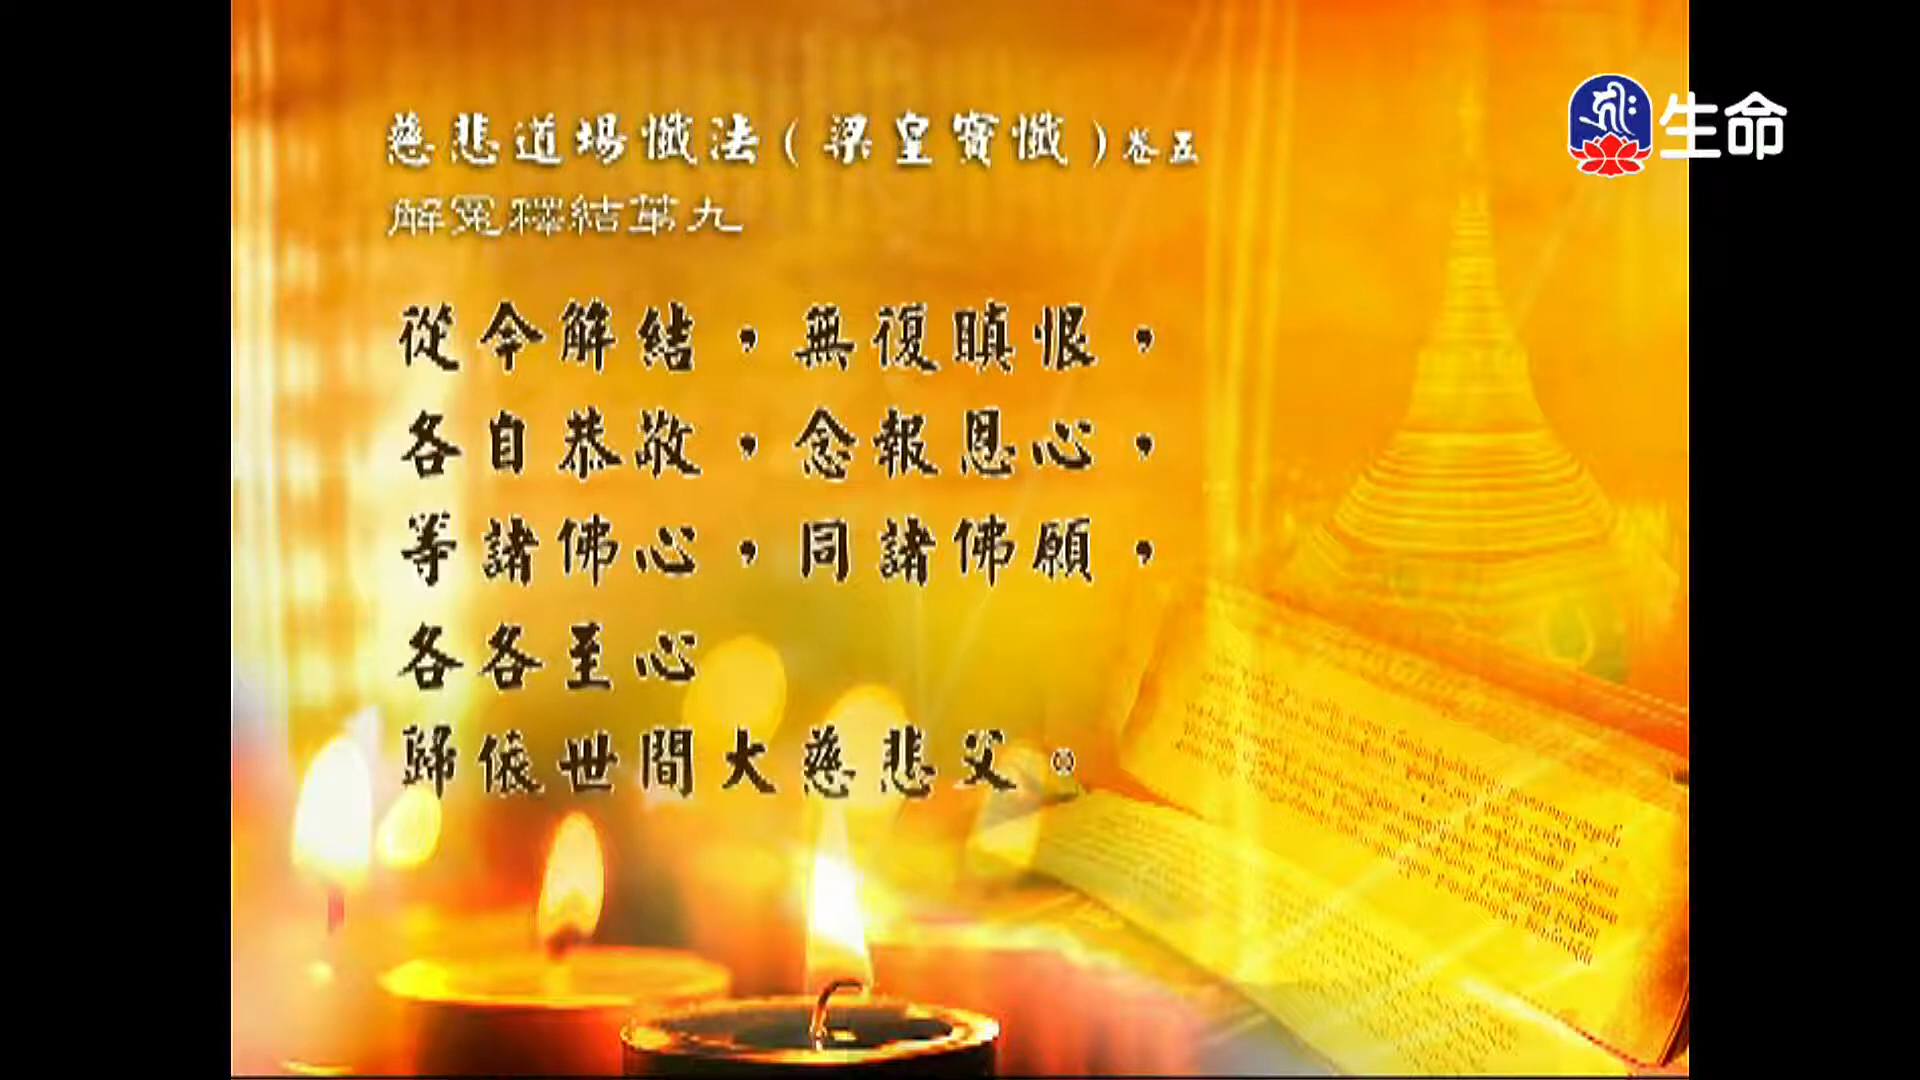 慈悲道場懺法(梁皇寶懺)卷五
解冤釋結第九
從今解結，無復瞋恨，
各自恭敬，念報恩心，
等諸佛心，同諸佛願，
各各至心
歸依世間大慈悲父。
生命